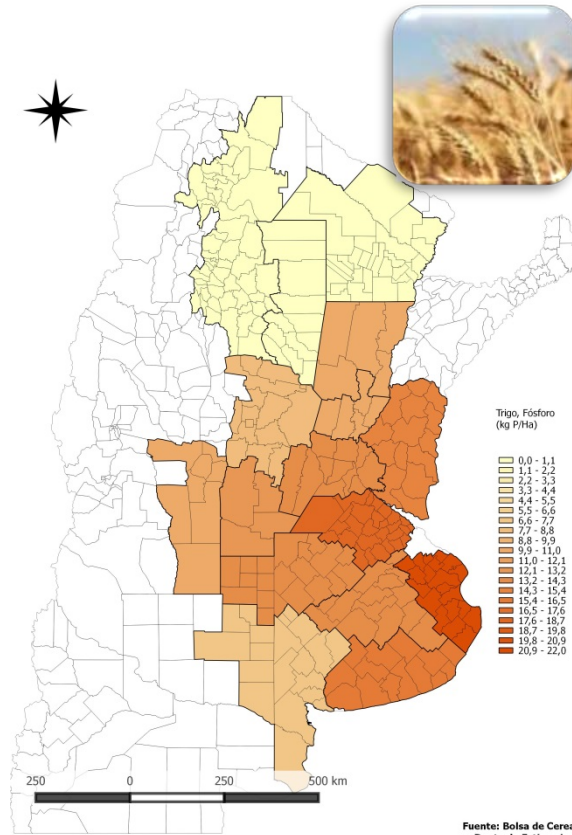 Trigo, Fósforo
(kg P/Ha)
0,0 - 1,1
1,1 - 2,2
2,2 - 3,3
3,3 - 4,4
4,4 - 5,5
5,5 - 6,6
6,6 - 7,7
7,7 - 8,8
8,8 - 9,9
9,9 - 11,0
11,0 - 12,1
12,1 - 13,2
13,2 - 14,3
14,3 - 15,4
15,4 - 16,5
16,5 - 17,6
17,6 - 18,7
18,7 - 19,8
19,8 - 20,9
20,9 - 22,0
250 0 250 500 km
Fuente: Bolsa de Cerea